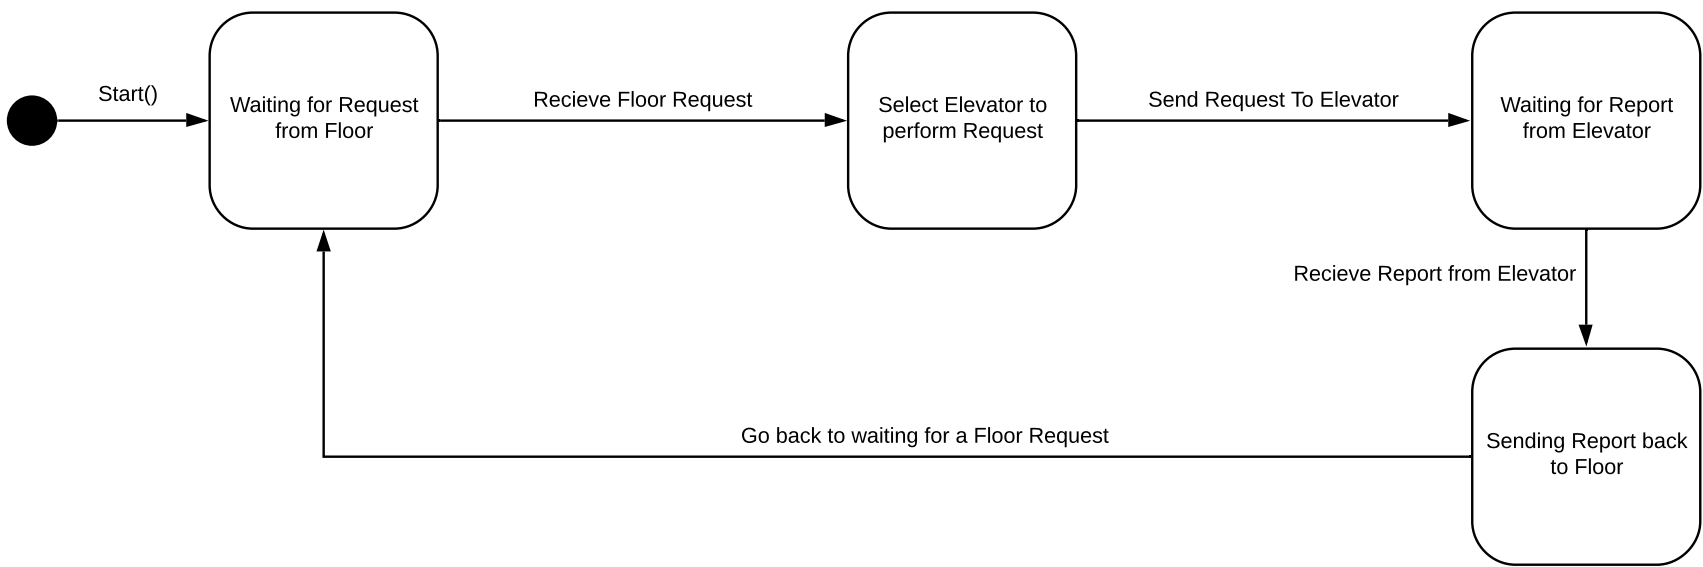 Start()
Waiting for Request
from Floor
Recieve Floor Request
Select Elevator to
perform Request
Send Request To Elevator
Waiting for Report
from Elevator
Recieve Report from Elevator
Sending Report back
to Floor
Go back to waiting for a Floor Request